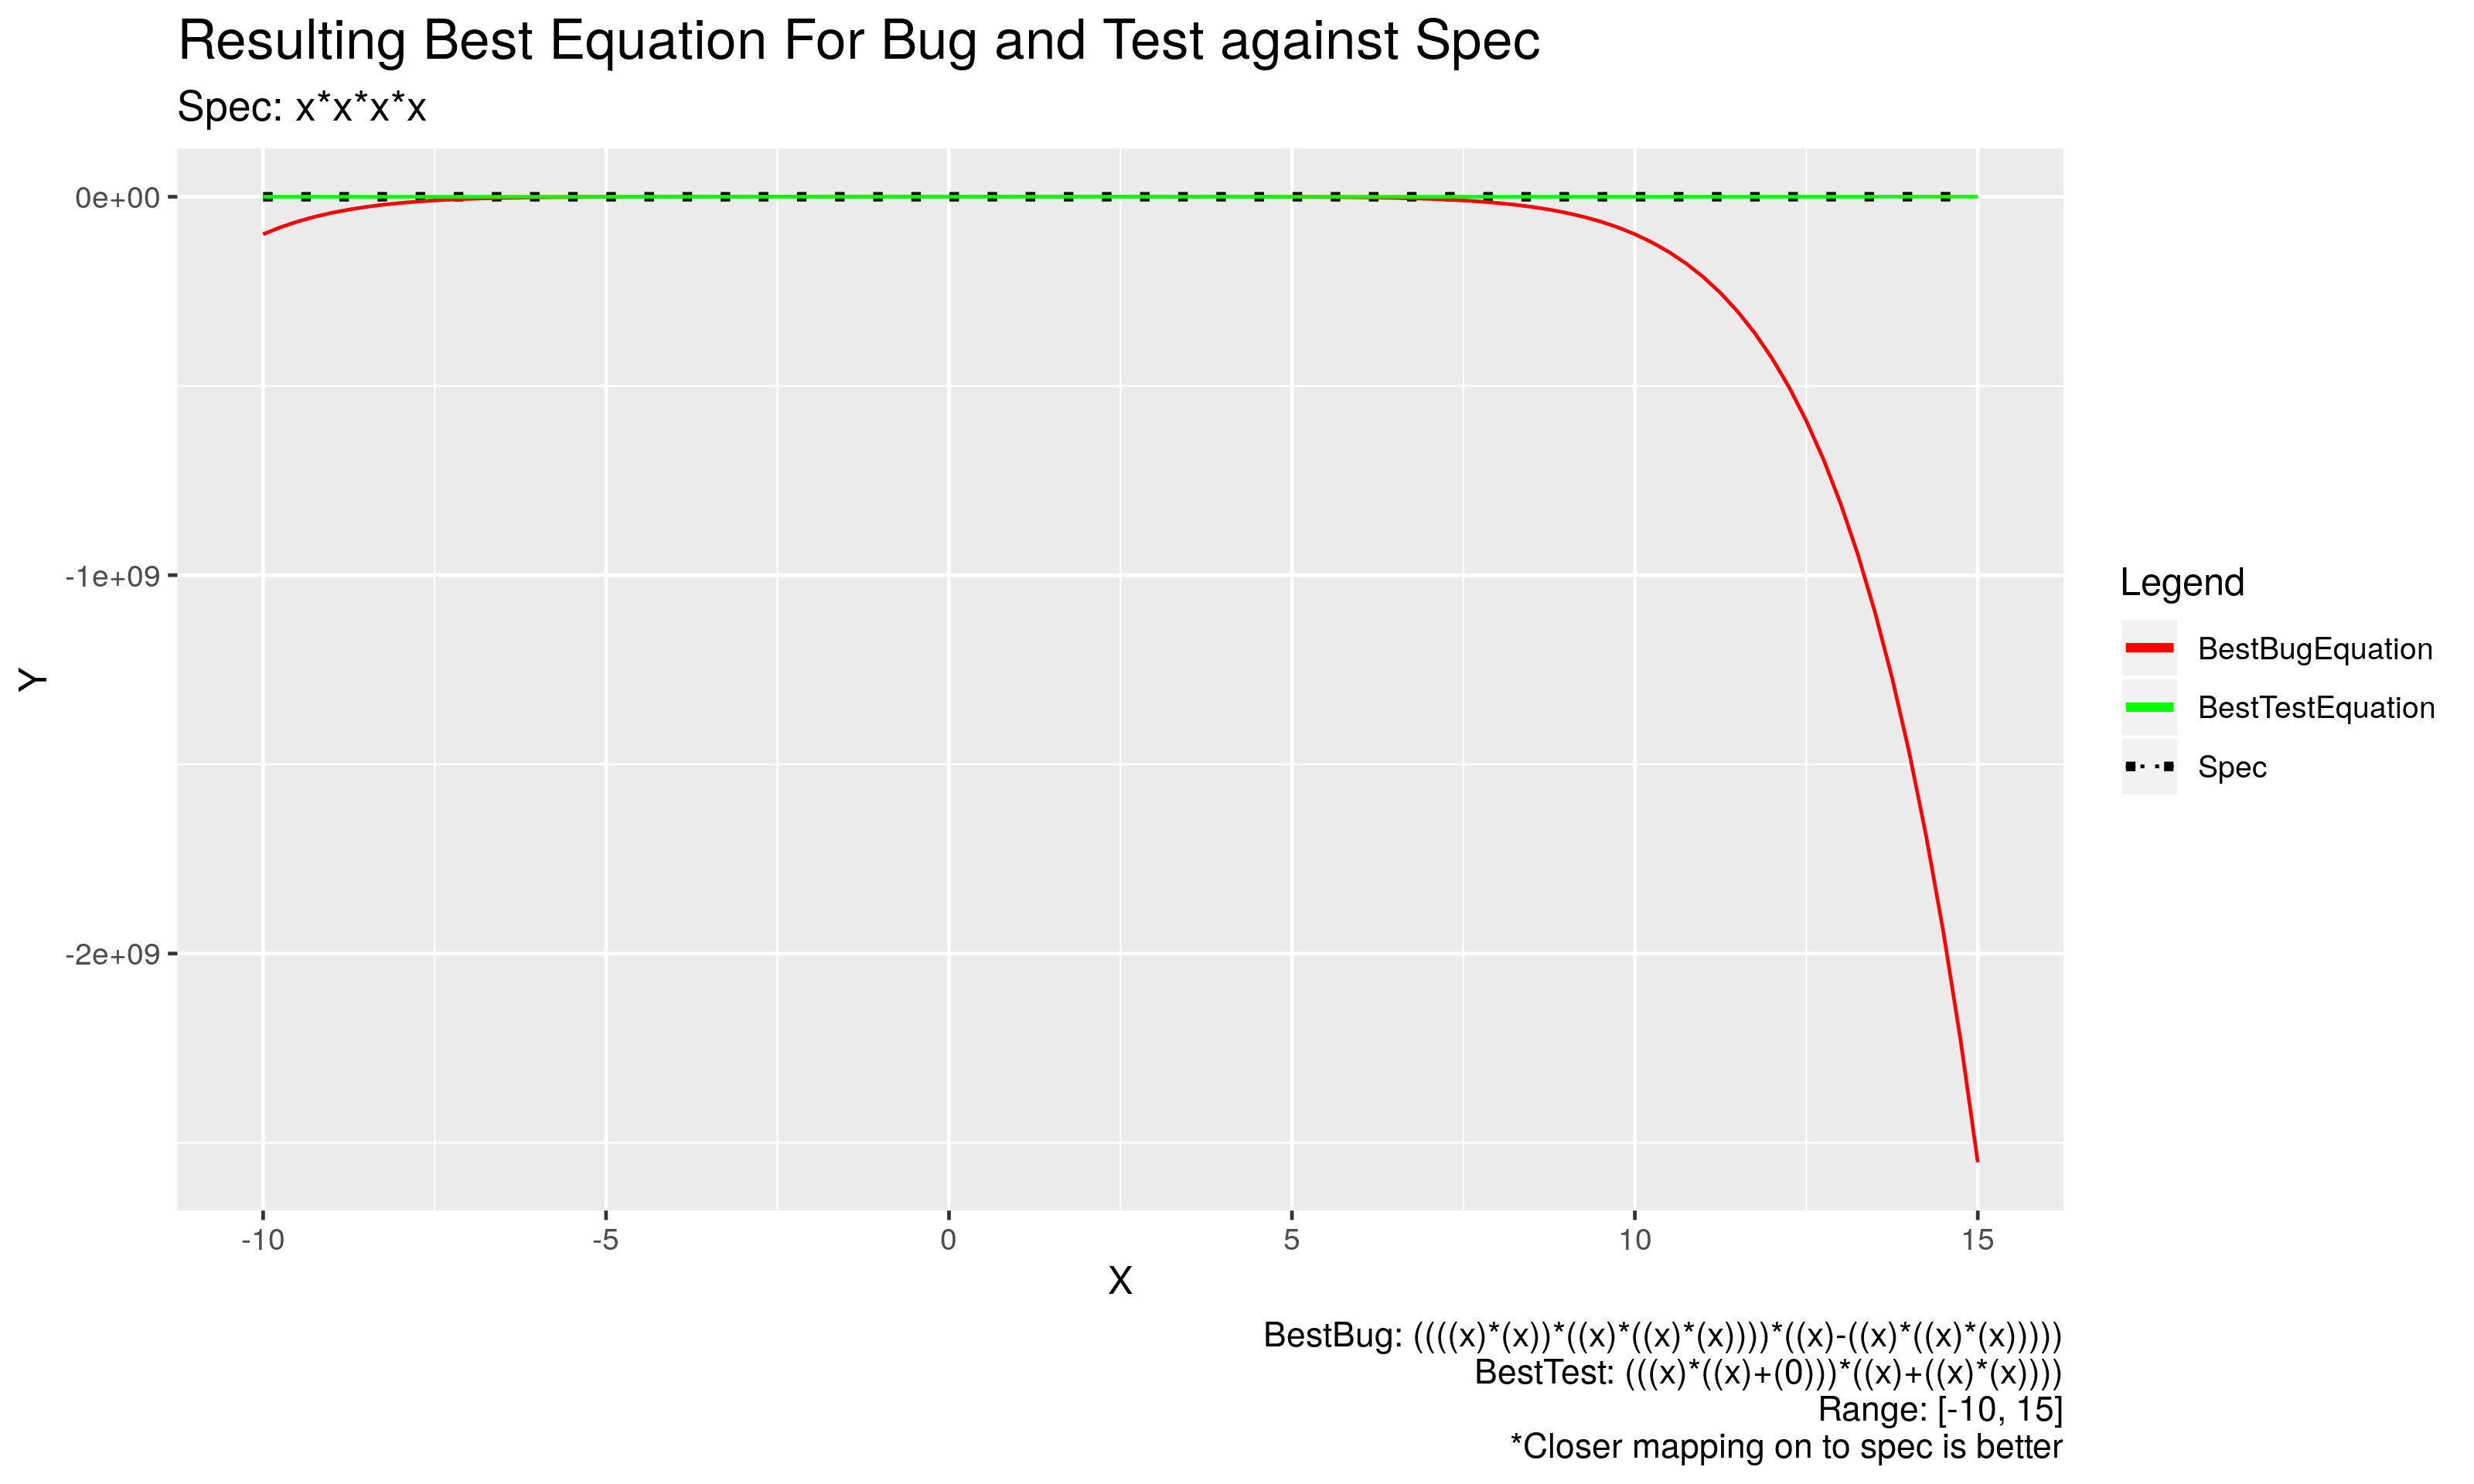 Resulting Best Equation For Bug and Test against Spec
Spec: x*x*x*x
Y
0e+00
-1e+09
-2e+09
-10
-5
0
5
10
15
X
Legend
BestBugEquation
BestTestEquation
Spec
BestBug: ((((x)*(x))*((x)*((x)*(x))))*((x)-((x)*((x)*(x)))))
BestTest: (((x)*((x)+(0)))*((x)+((x)*(x))))
Range: [-10, 15]
*Closer mapping on to spec is better